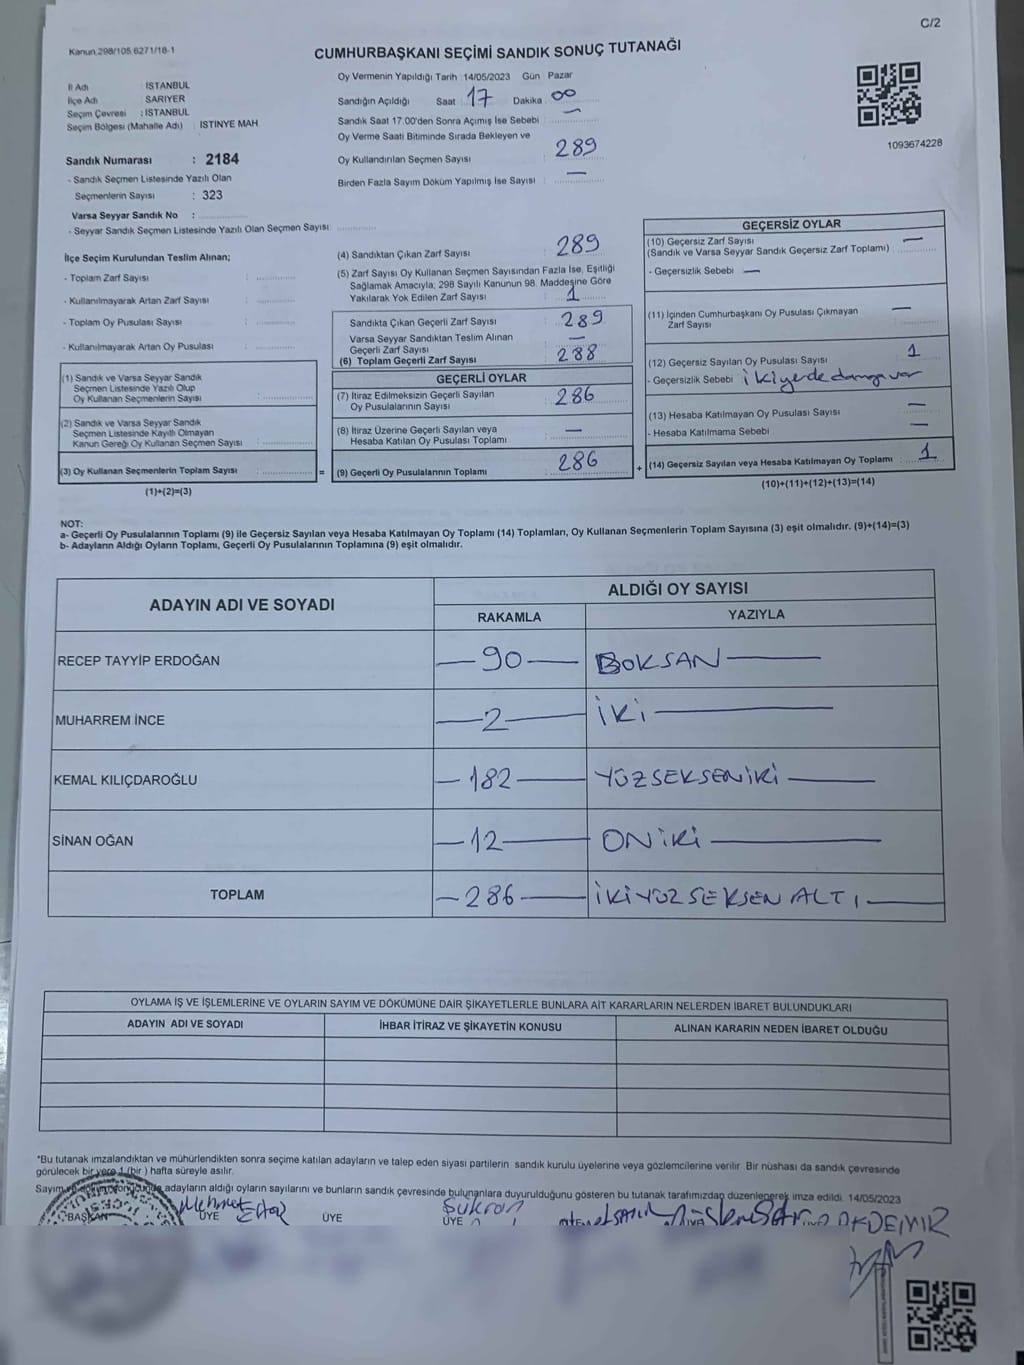 C/2
Kanun.298/105,6271/18-1
CUMHURBAŞKANI SEÇİMİ SANDIK SONUÇ TUTANAĞI
İl Adı : İSTANBUL
İlçe Adı : SARIYER
Seçim Çevresi : İSTANBUL
Seçim Bölgesi (Mahalle Adı) İSTİNYE MAH.
Sandık Numarası : 2184
- Sandık Seçmen Listesinde Yazılı Olan
Seçmenlerin Sayısı : 323
Varsa Seyyar Sandık No :
- Seyyar Sandık Seçmen Listesinde Yazılı Olan Seçmen Sayısı:
Oy Vermenin Yapıldığı Tarih : 14/05/2023 Gün Pazar
Sandığın Açıldığı Saat 17 Dakika 00
Sandık Saat 17:00'den Sonra Açımış İse Sebebi : —
Oy Verme Saati Bitiminde Sırada Bekleyen ve
Oy Kullandırılan Seçmen Sayısı : 289
Birden Fazla Sayım Döküm Yapılmış İse Sayısı : —
1093674228
İlçe Seçim Kurulundan Teslim Alınan;
- Toplam Zarf Sayısı :
- Kullanılmayarak Artan Zarf Sayısı :
- Toplam Oy Pusulası Sayısı :
- Kullanılmayarak Artan Oy Pusulası :
(1) Sandık ve Varsa Seyyar Sandık
Seçmen Listesinde Yazılı Olup
Oy Kullanan Seçmenlerin Sayısı :
(2) Sandık ve Varsa Seyyar Sandık
Seçmen Listesinde Kayıtlı Olmayan
Kanun Gereği Oy Kullanan Seçmen Sayısı :
(3) Oy Kullanan Seçmenlerin Toplam Sayısı : =
(1)+(2)=(3)
(4) Sandıktan Çıkan Zarf Sayısı : 289
(5) Zarf Sayısı Oy Kullanan Seçmen Sayısından Fazla İse, Eşitliği
Sağlamak Amacıyla; 298 Sayılı Kanunun 98. Maddesine Göre
Yakılarak Yok Edilen Zarf Sayısı : 1
Sandıkta Çıkan Geçerli Zarf Sayısı : 289
Varsa Seyyar Sandıktan Teslim Alınan
Geçerli Zarf Sayısı : —
(6) Toplam Geçerli Zarf Sayısı : 288
GEÇERLİ OYLAR
(7) İtiraz Edilmeksizin Geçerli Sayılan
Oy Pusulalarının Sayısı : 286
(8) İtiraz Üzerine Geçerli Sayılan veya
Hesaba Katılan Oy Pusulası Toplamı : —
(9) Geçerli Oy Pusulalarının Toplamı : 286 +
GEÇERSİZ OYLAR
(10) Geçersiz Zarf Sayısı —
(Sandık ve Varsa Seyyar Sandık Geçersiz Zarf Toplamı)
- Geçersizlik Sebebi —
(11) İçinden Cumhurbaşkanı Oy Pusulası Çıkmayan —
Zarf Sayısı
(12) Geçersiz Sayılan Oy Pusulası Sayısı 1
- Geçersizlik Sebebi : iki yerde damga var
(13) Hesaba Katılmayan Oy Pusulası Sayısı —
- Hesaba Katılmama Sebebi —
(14) Geçersiz Sayılan veya Hesaba Katılmayan Oy Toplamı : 1
(10)+(11)+(12)+(13)=(14)
NOT:
a- Geçerli Oy Pusulalarının Toplamı (9) ile Geçersiz Sayılan veya Hesaba Katılmayan Oy Toplamı (14) Toplamları, Oy Kullanan Seçmenlerin Toplam Sayısına (3) eşit olmalıdır. (9)+(14)=(3)
b- Adayların Aldığı Oyların Toplamı, Geçerli Oy Pusulalarının Toplamına (9) eşit olmalıdır.
ADAYIN ADI VE SOYADI ALDIĞI OY SAYISI
RAKAMLA YAZIYLA
RECEP TAYYİP ERDOĞAN —90— BOKSAN—
MUHARREM İNCE —2— İKİ—
KEMAL KILIÇDAROĞLU —182— YÜZSEKSENİKİ—
SİNAN OĞAN —12— ONİKİ—
TOPLAM —286— İKİYÜZSEKSEN ALTI—
OYLAMA İŞ VE İŞLEMLERİNE VE OYLARIN SAYIM VE DÖKÜMÜNE DAİR ŞİKAYETLERLE BUNLARA AİT KARARLARIN NELERDEN İBARET BULUNDUKLARI
ADAYIN ADI VE SOYADI İHBAR İTİRAZ VE ŞİKAYETİN KONUSU ALINAN KARARIN NEDEN İBARET OLDUĞU
*Bu tutanak imzalandıktan ve mühürlendikten sonra seçime katılan adayların ve talep eden siyasi partilerin sandık kurulu üyelerine veya gözlemcilerine verilir. Bir nüshası da sandık çevresinde
görülecek bir yere 1 (bir ) hafta süreyle asılır.
Sayım ve döküm sonucunda adayların aldığı oyların sayılarını ve bunların sandık çevresinde bulunanlara duyurulduğunu gösteren bu tutanak tarafımızdan düzenlenerek imza edildi. 14/05/2023
Mehmet Şükran AKDEMİR
BAŞKAN ÜYE ÜYE ÜYE